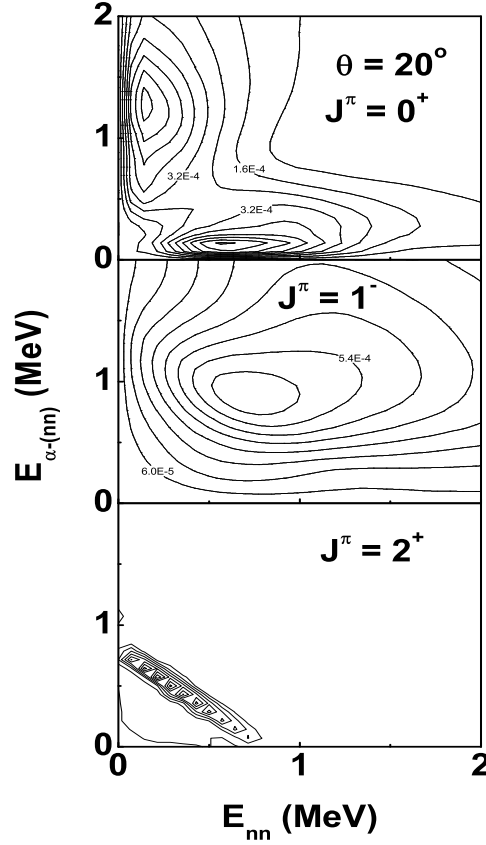 2
θ = 20°
J^π = 0⁺
1
3.2E-4
1.6E-4
3.2E-4
0
J^π = 1⁻
5.4E-4
1
6.0E-5
0
J^π = 2⁺
1
0
0
1
2
E_nn (MeV)
E_α-(nn) (MeV)